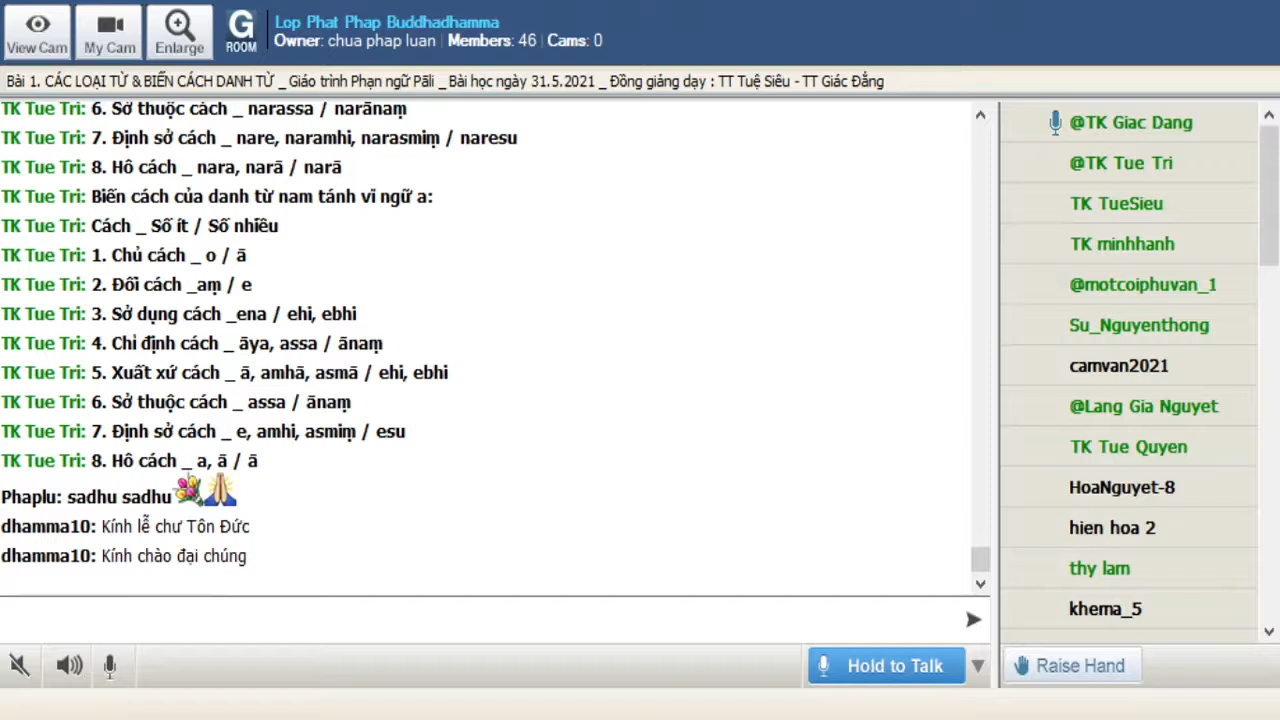 View Cam
My Cam
Enlarge
G
ROOM
Lop Phat Phap Buddhadhamma
Owner: chua phap luan | Members: 46 | Cams: 0
Bài 1. CÁC LOẠI TỪ & BIẾN CÁCH DANH TỪ _ Giáo trình Phạn ngữ Pāli _ Bài học ngày 31.5.2021 _ Đồng giảng dạy : TT Tuệ Siêu - TT Giác Đẳng
TK Tue Tri: 6. Sở thuộc cách _ narassa / narānaṃ
TK Tue Tri: 7. Định sở cách _ nare, naramhi, narasmiṃ / naresu
TK Tue Tri: 8. Hô cách _ nara, narā / narā
TK Tue Tri: Biến cách của danh từ nam tánh vĩ ngữ a:
TK Tue Tri: Cách _ Số ít / Số nhiều
TK Tue Tri: 1. Chủ cách _ o / ā
TK Tue Tri: 2. Đối cách _aṃ / e
TK Tue Tri: 3. Sở dụng cách _ena / ehi, ebhi
TK Tue Tri: 4. Chỉ định cách _ āya, assa / ānaṃ
TK Tue Tri: 5. Xuất xứ cách _ ā, amhā, asmā / ehi, ebhi
TK Tue Tri: 6. Sở thuộc cách _ assa / ānaṃ
TK Tue Tri: 7. Định sở cách _ e, amhi, asmiṃ / esu
TK Tue Tri: 8. Hô cách _ a, ā / ā
Phaplu: sadhu sadhu
dhamma10: Kính lễ chư Tôn Đức
dhamma10: Kính chào đại chúng
@TK Giac Dang
@TK Tue Tri
TK TueSieu
TK minhhanh
@motcoiphuvan_1
Su_Nguyenthong
camvan2021
@Lang Gia Nguyet
TK Tue Quyen
HoaNguyet-8
hien hoa 2
thy lam
khema_5
Hold to Talk
Raise Hand